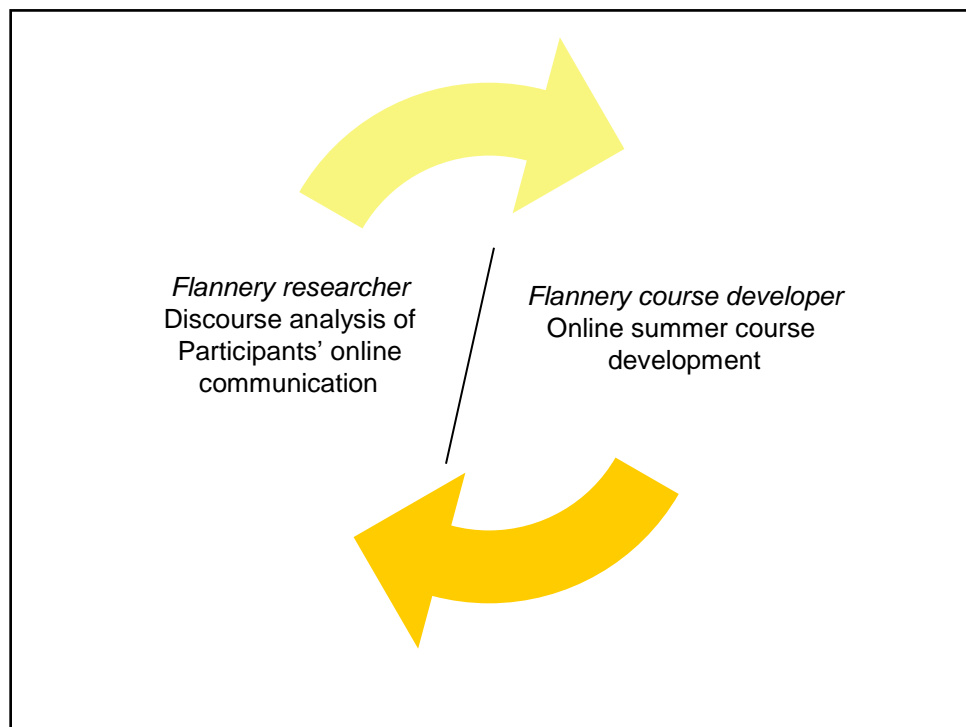 Flannery researcher
Discourse analysis of
Participants’ online
communication
Flannery course developer
Online summer course
development